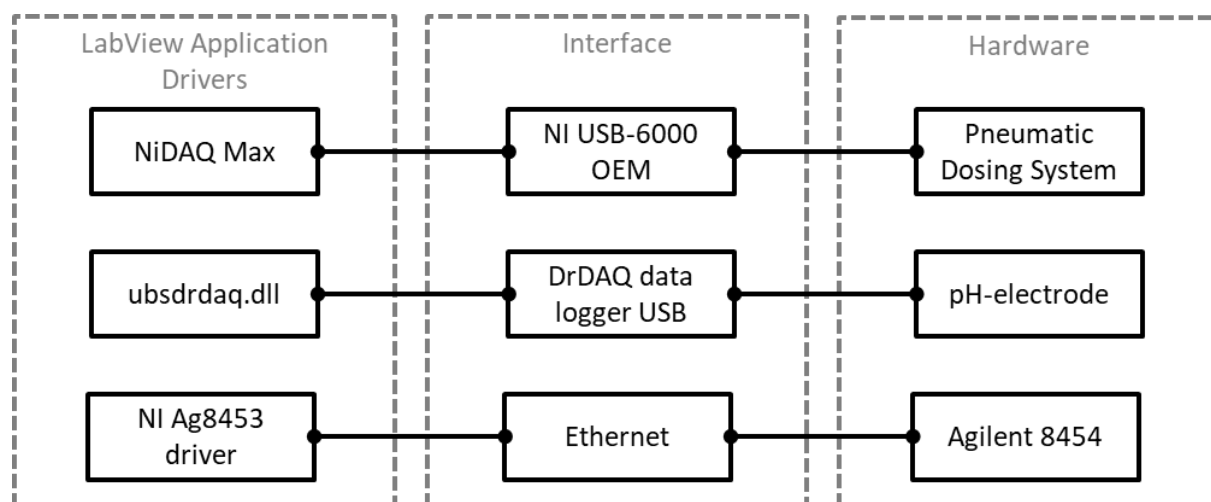 LabView Application
Drivers
Interface
Hardware
NiDAQ Max
NI USB-6000
OEM
Pneumatic
Dosing System
ubsdrdaq.dll
DrDAQ data
logger USB
pH-electrode
NI Ag8453
driver
Ethernet
Agilent 8454